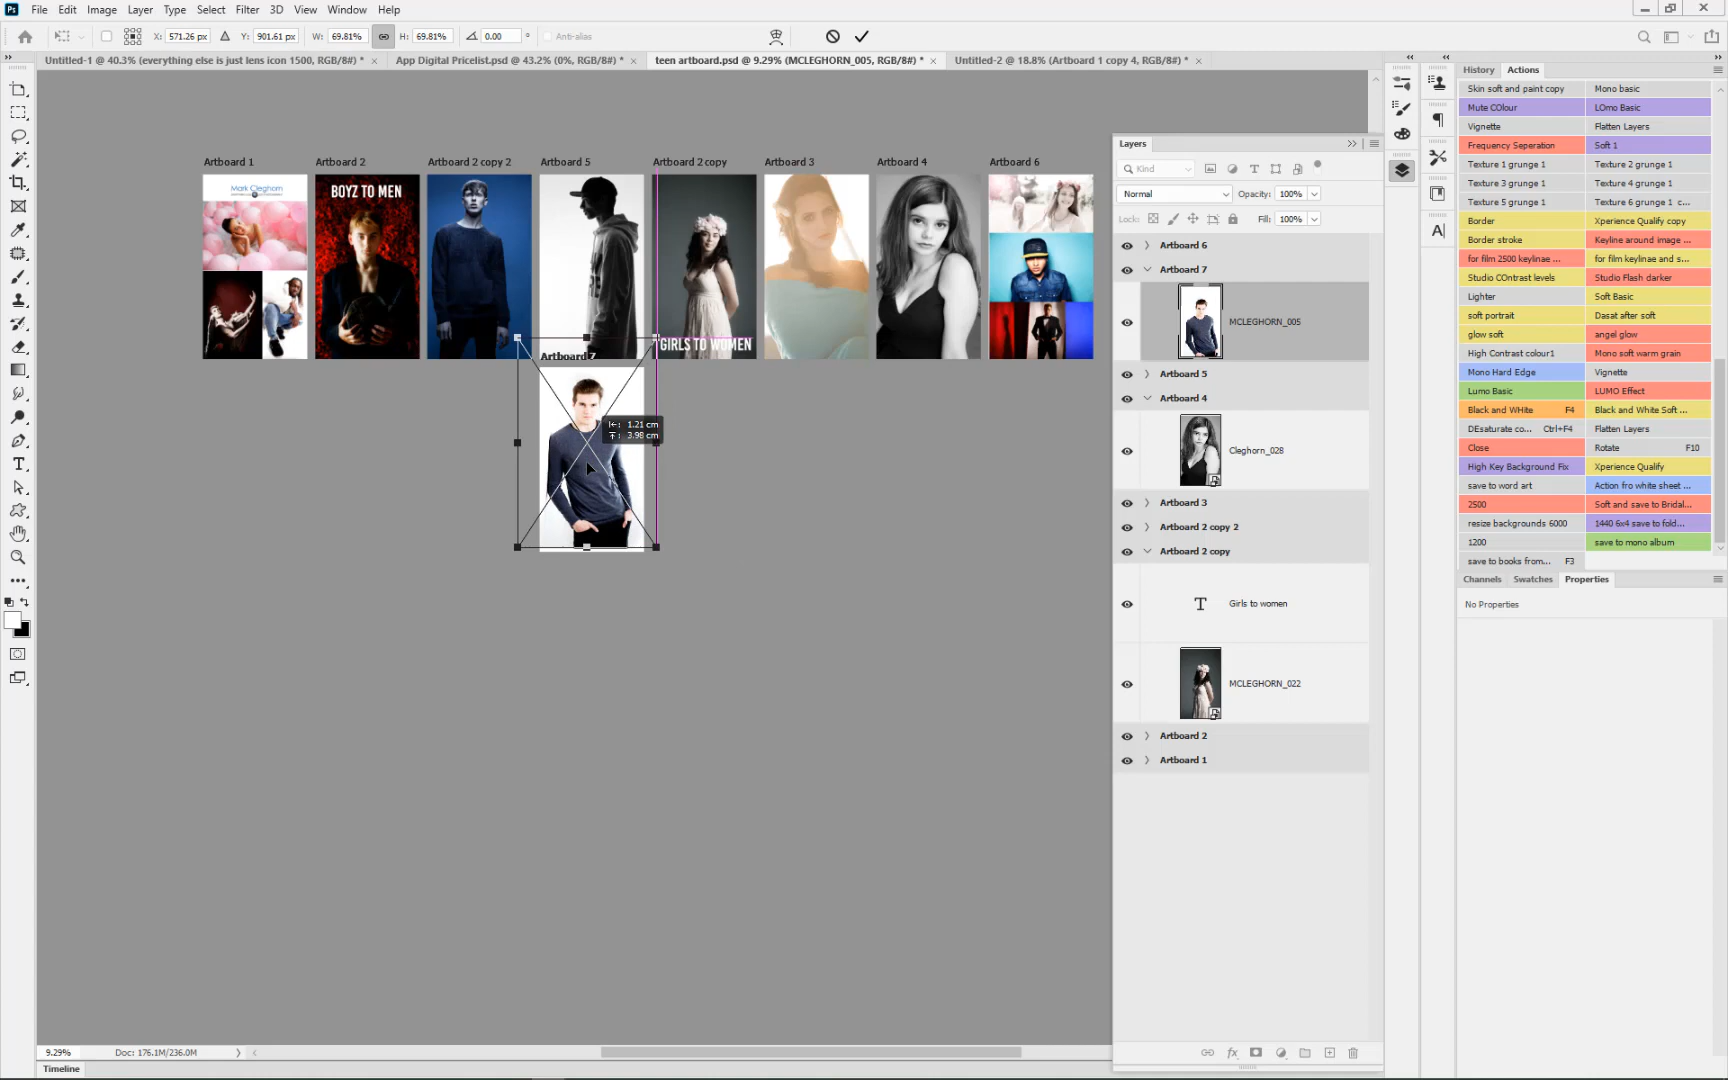 File Edit Image Layer Type Select Filter 3D View Window Help
X: 571.26 px Y: 901.61 px W: 69.81% H: 69.81% 0.00 ° Anti-alias
Untitled-1 @ 40.3% (everything else is just lens icon 1500, RGB/8#) * × App Digital Pricelist.psd @ 43.2% (0%, RGB/8#) * × teen artboard.psd @ 9.29% (MCLEGHORN_005, RGB/8#) * × Untitled-2 @ 18.8% (Artboard 1 copy 4, RGB/8#) * ×
Artboard 1 Artboard 2 Artboard 2 copy 2 Artboard 5 Artboard 2 copy Artboard 3 Artboard 4 Artboard 6
Mark Cleghorn
BOYZ TO MEN
GIRLS TO WOMEN
Artboard 7
1.21 cm
3.98 cm
Layers
Kind
Normal Opacity: 100%
Lock: Fill: 100%
Artboard 6
Artboard 7
MCLEGHORN_005
Artboard 5
Artboard 4
Cleghorn_028
Artboard 3
Artboard 2 copy 2
Artboard 2 copy
T Girls to women
MCLEGHORN_022
Artboard 2
Artboard 1
History Actions
Skin soft and paint copy Mono basic
Mute COlour LOmo Basic
Vignette Flatten Layers
Frequency Seperation Soft 1
Texture 1 grunge 1 Texture 2 grunge 1
Texture 3 grunge 1 Texture 4 grunge 1
Texture 5 grunge 1 Texture 6 grunge 1 c...
Border Xperience Qualify copy
Border stroke Keyline around image ...
for film 2500 keylinae ... for film keylinae and s...
Studio COntrast levels Studio Flash darker
Lighter Soft Basic
soft portrait Dasat after soft
glow soft angel glow
High Contrast colour1 Mono soft warm grain
Mono Hard Edge Vignette
Lumo Basic LUMO Effect
Black and WHite F4 Black and White Soft ...
DEsaturate co... Ctrl+F4 Flatten Layers
Close Rotate F10
High Key Background Fix Xperience Qualify
save to word art Action fro white sheet ...
2500 Soft and save to Bridal...
resize backgrounds 6000 1440 6x4 save to fold...
1200 save to mono album
save to books from... F3
Channels Swatches Properties
No Properties
9.29% Doc: 176.1M/236.0M
Timeline